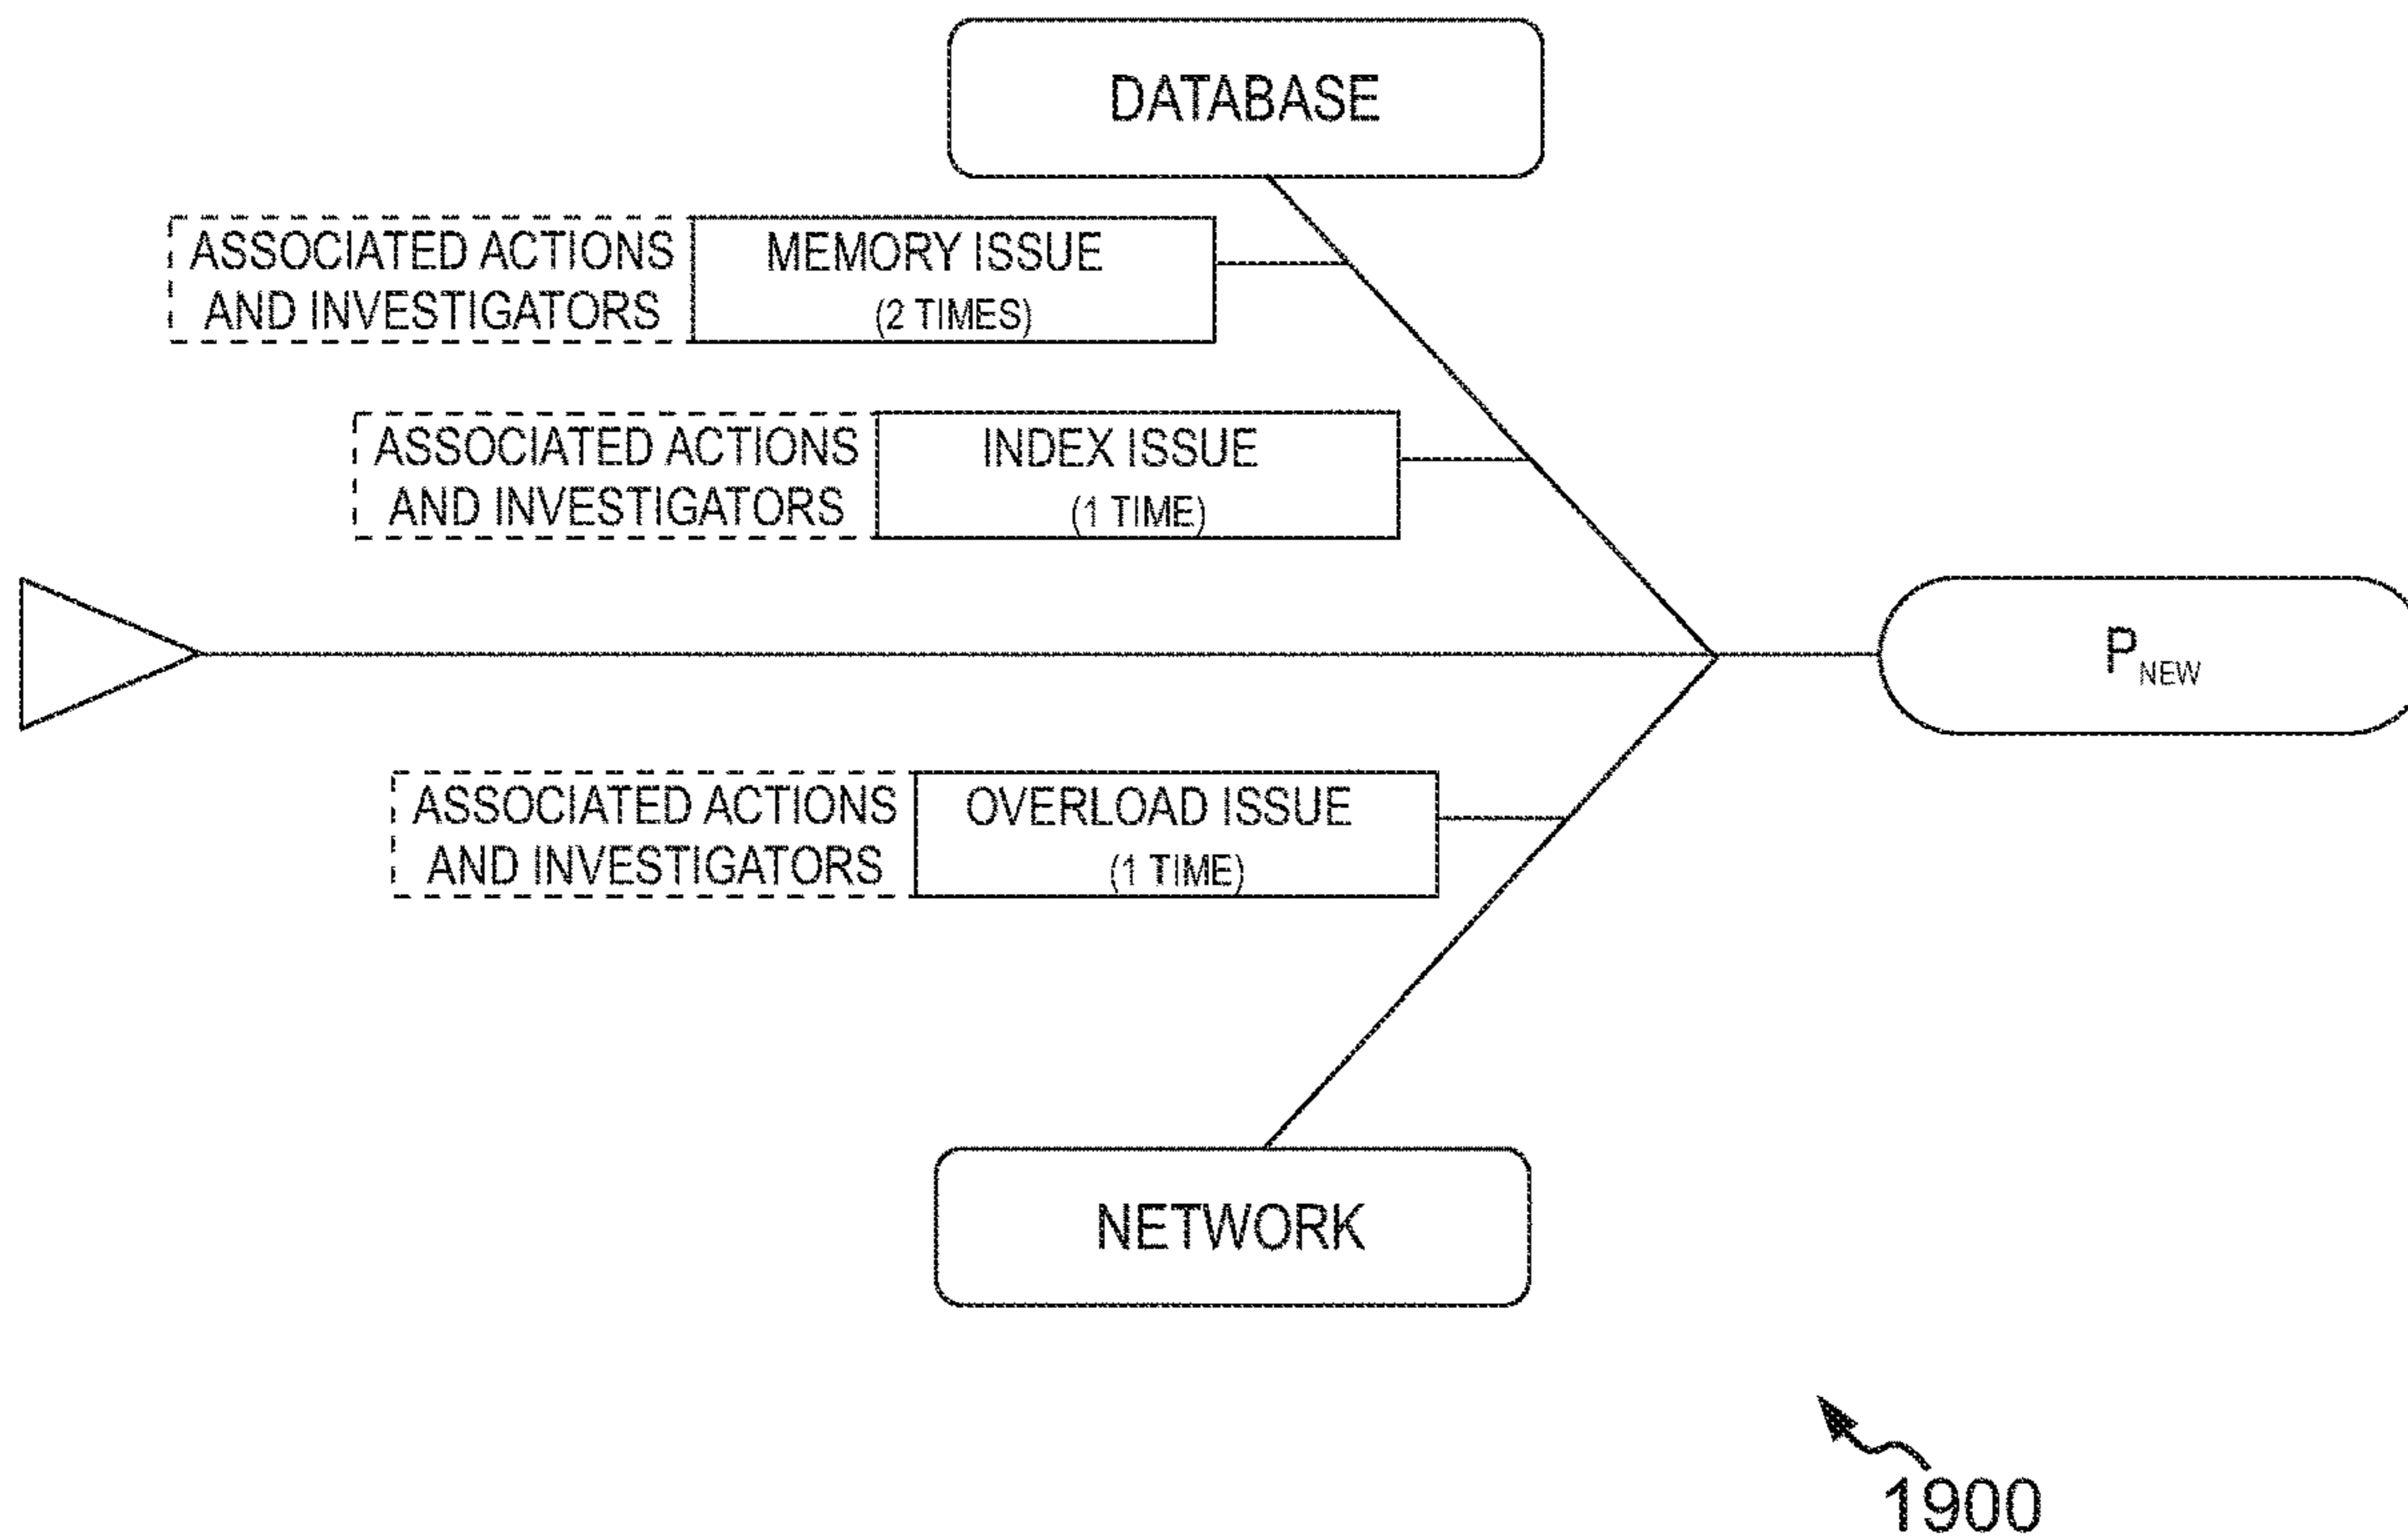 DATABASE
ASSOCIATED ACTIONS
AND INVESTIGATORS
MEMORY ISSUE
(2 TIMES)
ASSOCIATED ACTIONS
AND INVESTIGATORS
INDEX ISSUE
(1 TIME)
P NEW
ASSOCIATED ACTIONS
AND INVESTIGATORS
OVERLOAD ISSUE
(1 TIME)
NETWORK
1900